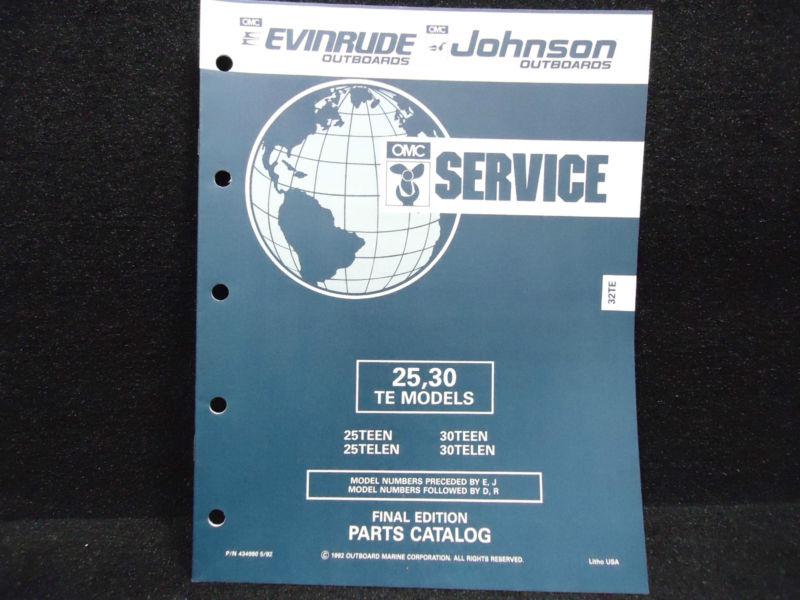 OMC
EVINRUDE
OUTBOARDS
OMC
Johnson
OUTBOARDS
OMC
SERVICE
32TE
25,30
TE MODELS
25TEEN 30TEEN
25TELEN 30TELEN
MODEL NUMBERS PRECEDED BY E, J
MODEL NUMBERS FOLLOWED BY D, R
FINAL EDITION
PARTS CATALOG
P/N 434980 5/92
© 1992 OUTBOARD MARINE CORPORATION. ALL RIGHTS RESERVED.
Litho USA